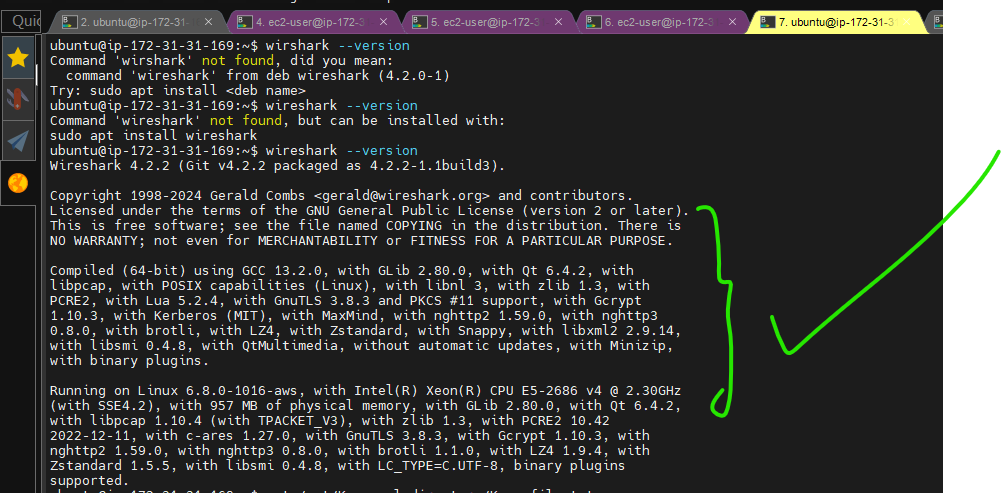 Quic
2. ubuntu@ip-172-31-31-
4. ec2-user@ip-172-3
5. ec2-user@ip-172-3
6. ec2-user@ip-172-3
7. ubuntu@ip-172-31-31
ubuntu@ip-172-31-31-169:~$ wirshark --version
Command 'wirshark' not found, did you mean:
command 'wireshark' from deb wireshark (4.2.0-1)
Try: sudo apt install <deb name>
ubuntu@ip-172-31-31-169:~$ wireshark --version
Command 'wireshark' not found, but can be installed with:
sudo apt install wireshark
ubuntu@ip-172-31-31-169:~$ wireshark --version
Wireshark 4.2.2 (Git v4.2.2 packaged as 4.2.2-1.1build3).
Copyright 1998-2024 Gerald Combs <gerald@wireshark.org> and contributors.
Licensed under the terms of the GNU General Public License (version 2 or later).
This is free software; see the file named COPYING in the distribution. There is
NO WARRANTY; not even for MERCHANTABILITY or FITNESS FOR A PARTICULAR PURPOSE.
Compiled (64-bit) using GCC 13.2.0, with GLib 2.80.0, with Qt 6.4.2, with
libpcap, with POSIX capabilities (Linux), with libnl 3, with zlib 1.3, with
PCRE2, with Lua 5.2.4, with GnuTLS 3.8.3 and PKCS #11 support, with Gcrypt
1.10.3, with Kerberos (MIT), with MaxMind, with nghttp2 1.59.0, with nghttp3
0.8.0, with brotli, with LZ4, with Zstandard, with Snappy, with libxml2 2.9.14,
with libsmi 0.4.8, with QtMultimedia, without automatic updates, with Minizip,
with binary plugins.
Running on Linux 6.8.0-1016-aws, with Intel(R) Xeon(R) CPU E5-2686 v4 @ 2.30GHz
(with SSE4.2), with 957 MB of physical memory, with GLib 2.80.0, with Qt 6.4.2,
with libpcap 1.10.4 (with TPACKET_V3), with zlib 1.3, with PCRE2 10.42
2022-12-11, with c-ares 1.27.0, with GnuTLS 3.8.3, with Gcrypt 1.10.3, with
nghttp2 1.59.0, with nghttp3 0.8.0, with brotli 1.1.0, with LZ4 1.9.4, with
Zstandard 1.5.5, with libsmi 0.4.8, with LC_TYPE=C.UTF-8, binary plugins
supported.